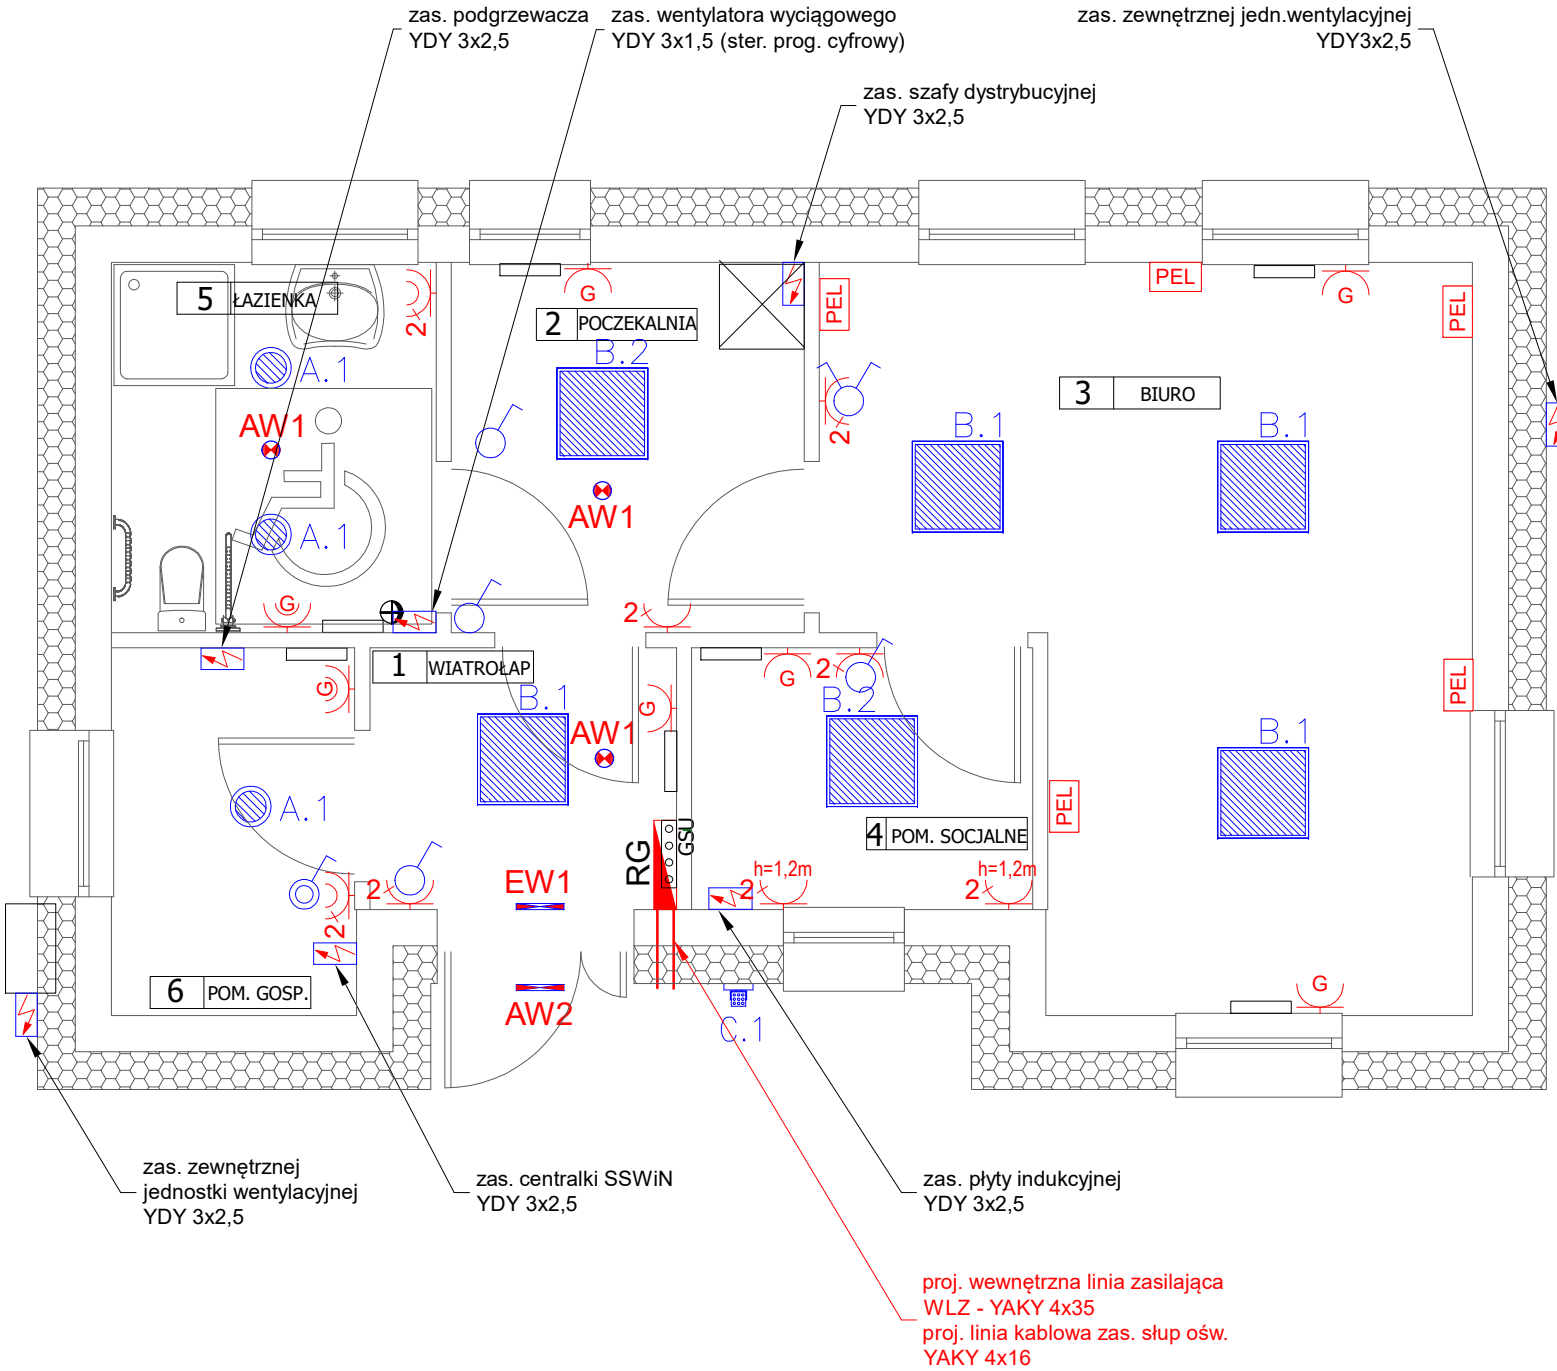 zas. podgrzewacza
YDY 3x2,5
zas. wentylatora wyciągowego
YDY 3x1,5 (ster. prog. cyfrowy)
zas. zewnętrznej jedn.wentylacyjnej
YDY3x2,5
zas. szafy dystrybucyjnej
YDY 3x2,5
5 ŁAZIENKA
2
G
2 POCZEKALNIA
PEL
PEL
G
PEL
B.2
A.1
AW1
2
3 BIURO
B.1
B.1
AW1
A.1
G
2
1 WIATROŁAP
G
G
2
G
PEL
B.1
AW1
B.2
B.1
A.1
RG
GSU
4 POM. SOCJALNE
PEL
2
2
EW1
h=1,2m
2
h=1,2m
2
6 POM. GOSP.
AW2
C.1
G
zas. zewnętrznej
jednostki wentylacyjnej
YDY 3x2,5
zas. centralki SSWiN
YDY 3x2,5
zas. płyty indukcyjnej
YDY 3x2,5
proj. wewnętrzna linia zasilająca
WLZ - YAKY 4x35
proj. linia kablowa zas. słup ośw.
YAKY 4x16